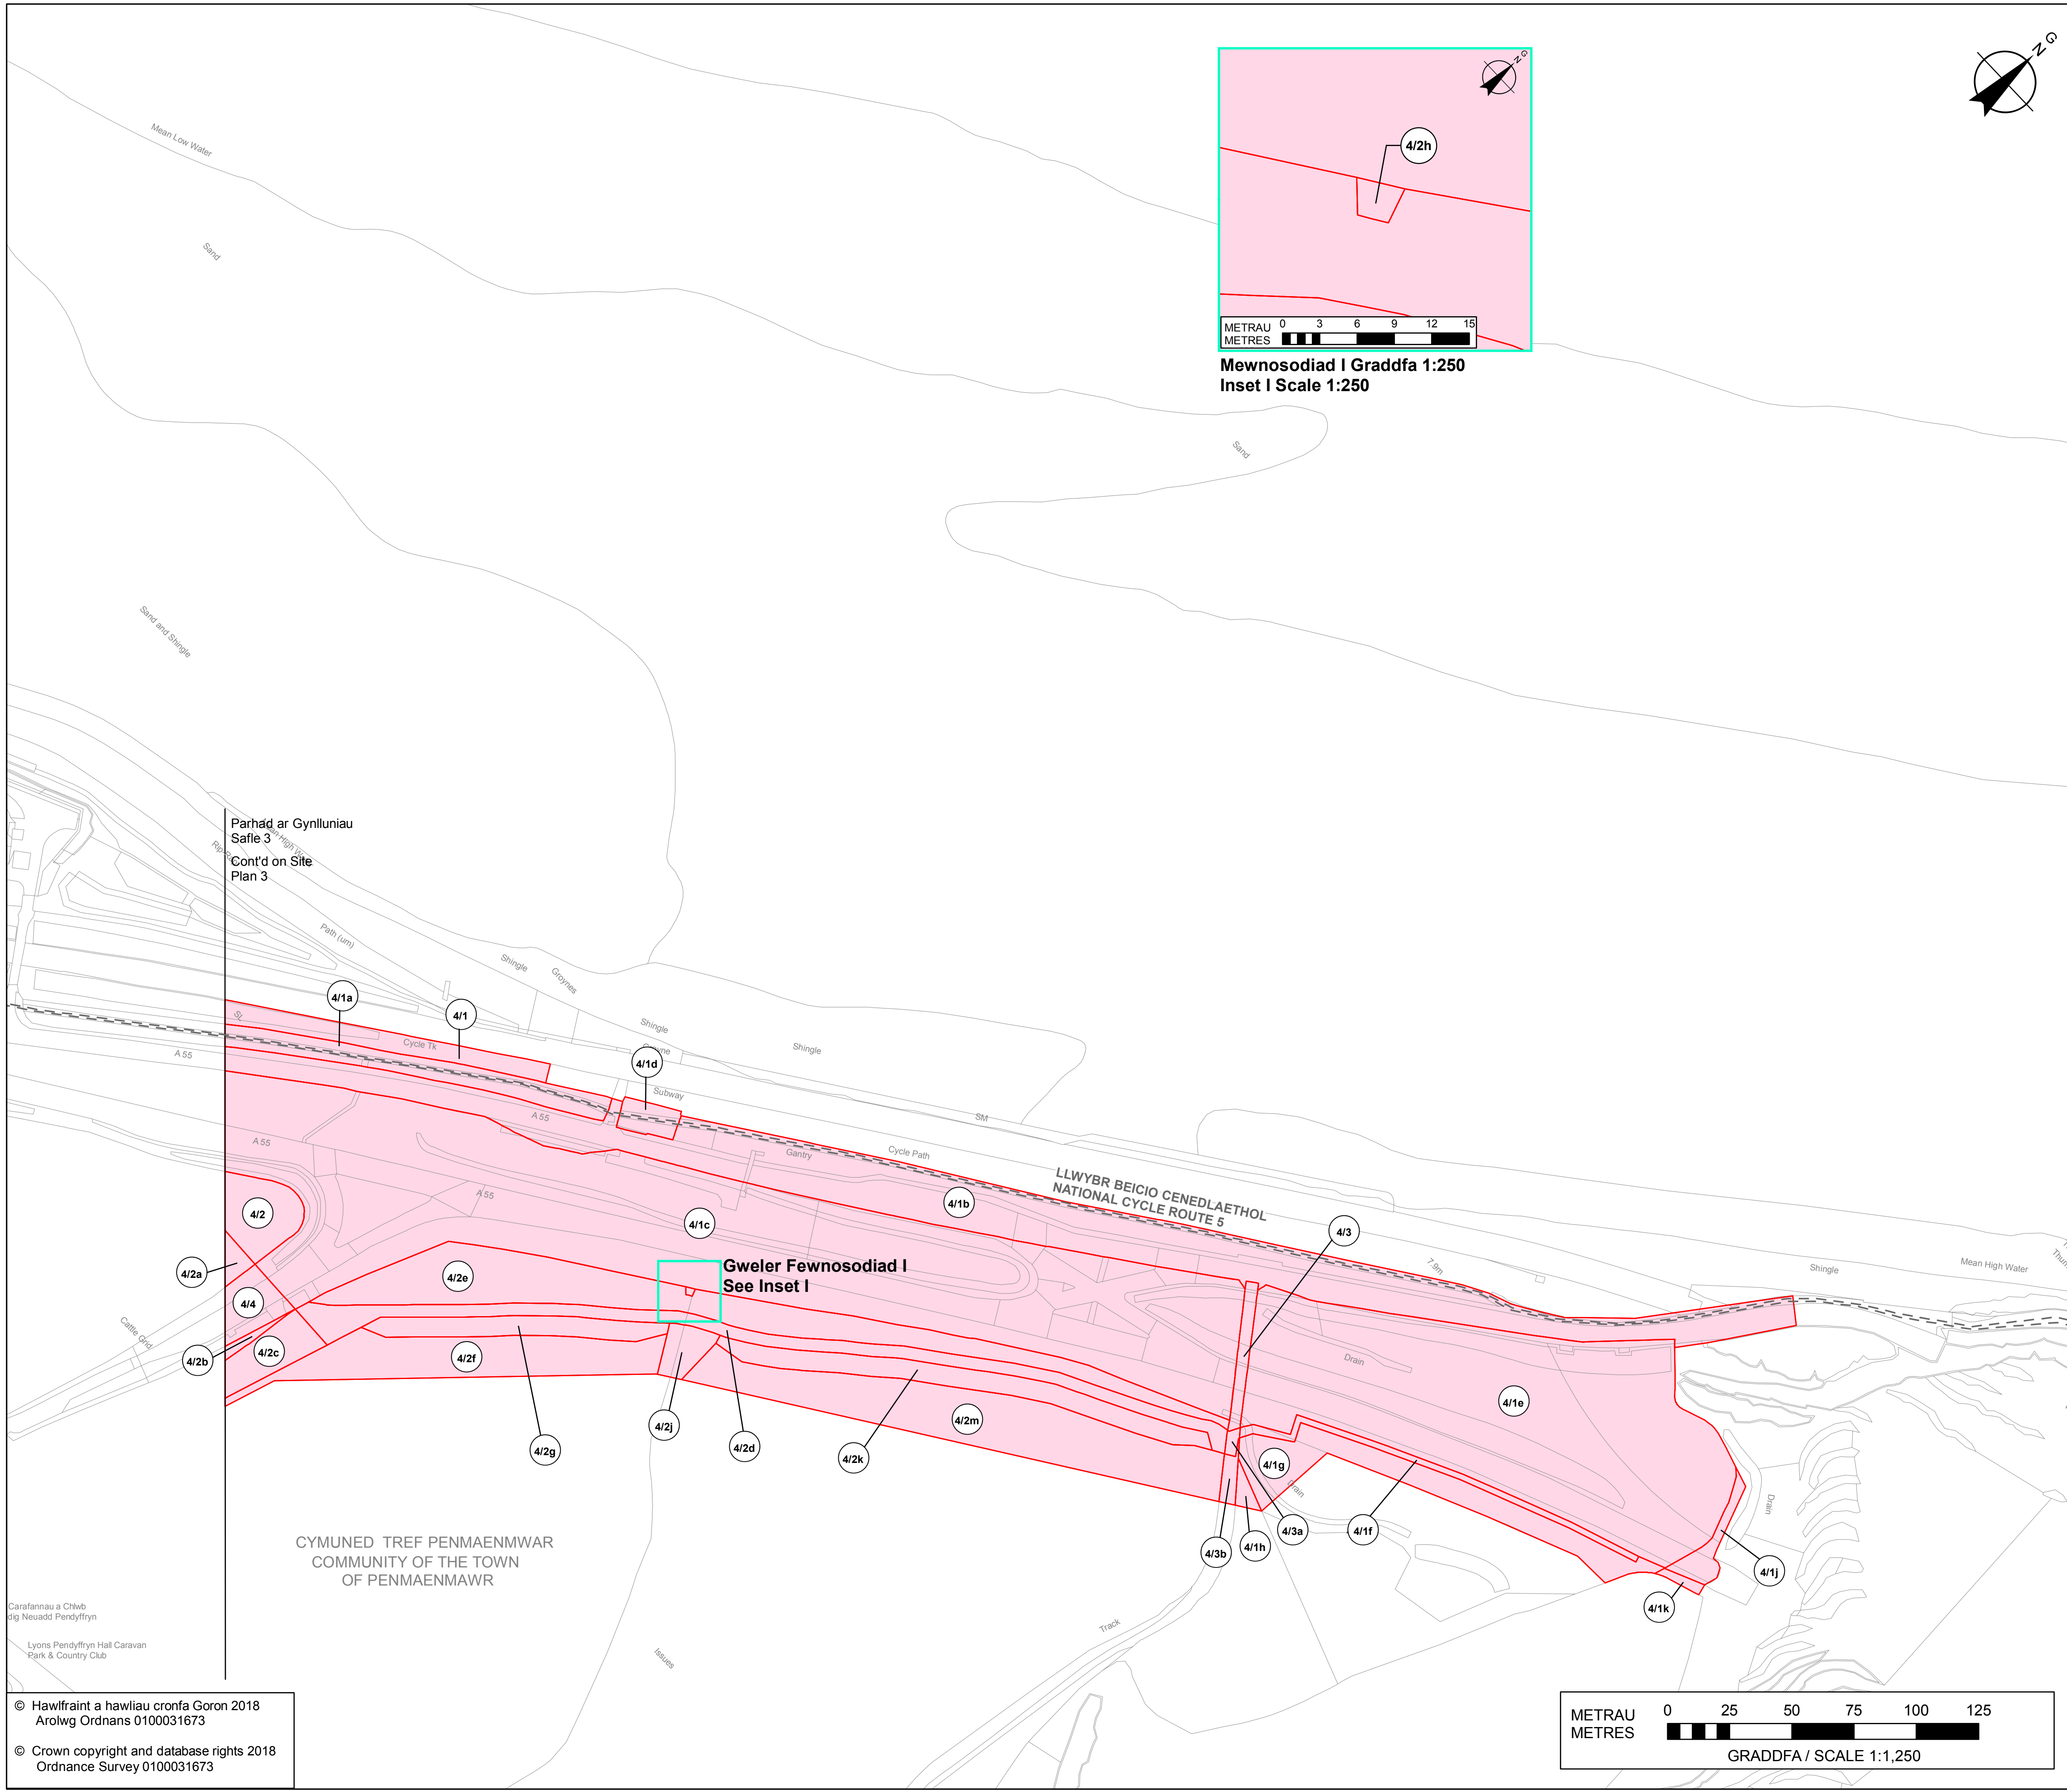 G
N
G
N
4/2h
METRAU
METRES
0 3 6 9 12 15
Mewnosodiad I Graddfa 1:250
Inset I Scale 1:250
Mean Low Water
Sand
Sand
Sand and Shingle
Parhad ar Gynlluniau
Safle 3
Cont'd on Site
Plan 3
Path (um)
Shingle
Groynes
Shingle
Shingle
4/1a
4/1
SL
Cycle Tk
A 55
4/1d
Subway
SM
A 55
A 55
Gantry
Cycle Path
LLWYBR BEICIO CENEDLAETHOL
NATIONAL CYCLE ROUTE 5
A 55
4/1b
4/2
4/1c
4/3
7.9m
Shingle
Mean High Water
4/2a
4/2e
Gweler Fewnosodiad I
See Inset I
4/4
Cattle Grid
4/2b
4/2c
4/2f
Drain
4/1e
4/2g
4/2j
4/2d
4/2k
4/2m
4/1g
Drain
Drain
4/3b
4/1h
4/3a
4/1f
4/1j
4/1k
CYMUNED TREF PENMAENMWAR
COMMUNITY OF THE TOWN
OF PENMAENMAWR
Carafannau a Chlwb
dig Neuadd Pendyffryn
Lyons Pendyffryn Hall Caravan
Park & Country Club
Issues
Track
© Hawlfraint a hawliau cronfa Goron 2018
Arolwg Ordnans 0100031673
© Crown copyright and database rights 2018
Ordnance Survey 0100031673
METRAU
METRES
0 25 50 75 100 125
GRADDFA / SCALE 1:1,250